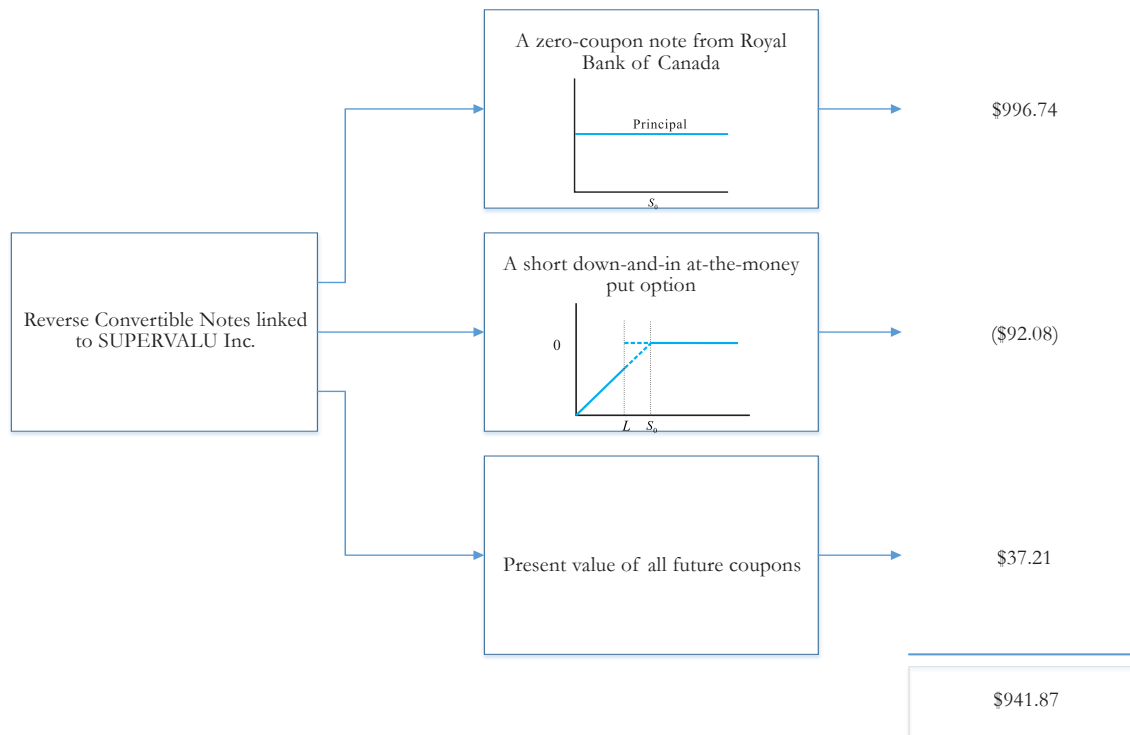 A zero-coupon note from Royal
Bank of Canada
Principal
S₀
$996.74
Reverse Convertible Notes linked
to SUPERVALU Inc.
A short down-and-in at-the-money
put option
0
L
S₀
($92.08)
Present value of all future coupons
$37.21
$941.87